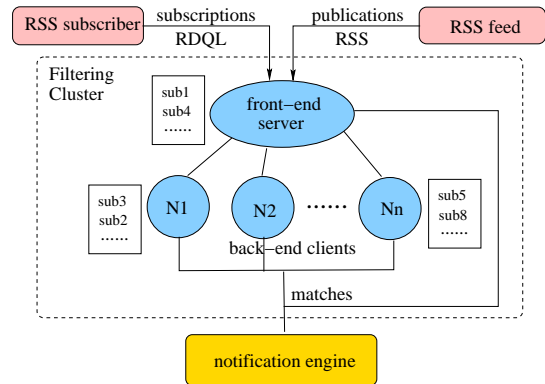 RSS subscriber
subscriptions
RDQL
publications
RSS
RSS feed
Filtering
Cluster
sub1
sub4
......
front-end
server
sub3
sub2
......
N1
N2
......
Nn
sub5
sub8
......
back-end clients
matches
notification engine